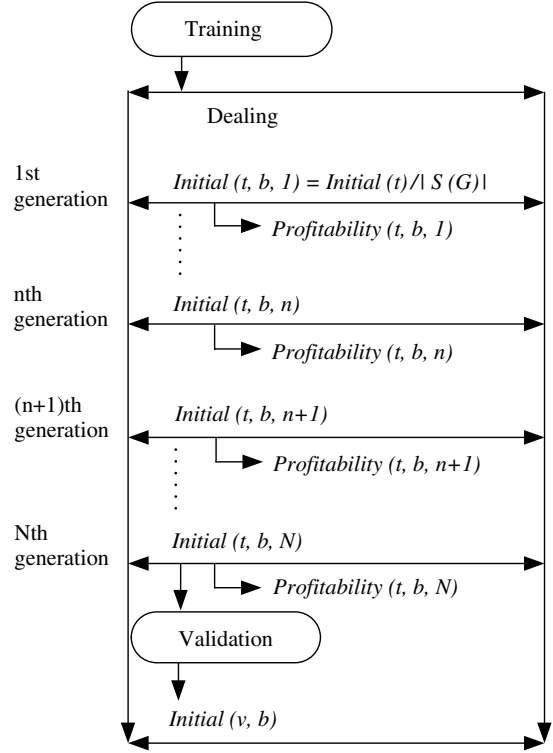 Training
Dealing
1st
generation
Initial (t, b, 1) = Initial (t)/| S (G)|
Profitability (t, b, 1)
nth
generation
Initial (t, b, n)
Profitability (t, b, n)
(n+1)th
generation
Initial (t, b, n+1)
Profitability (t, b, n+1)
Nth
generation
Initial (t, b, N)
Profitability (t, b, N)
Validation
Initial (v, b)